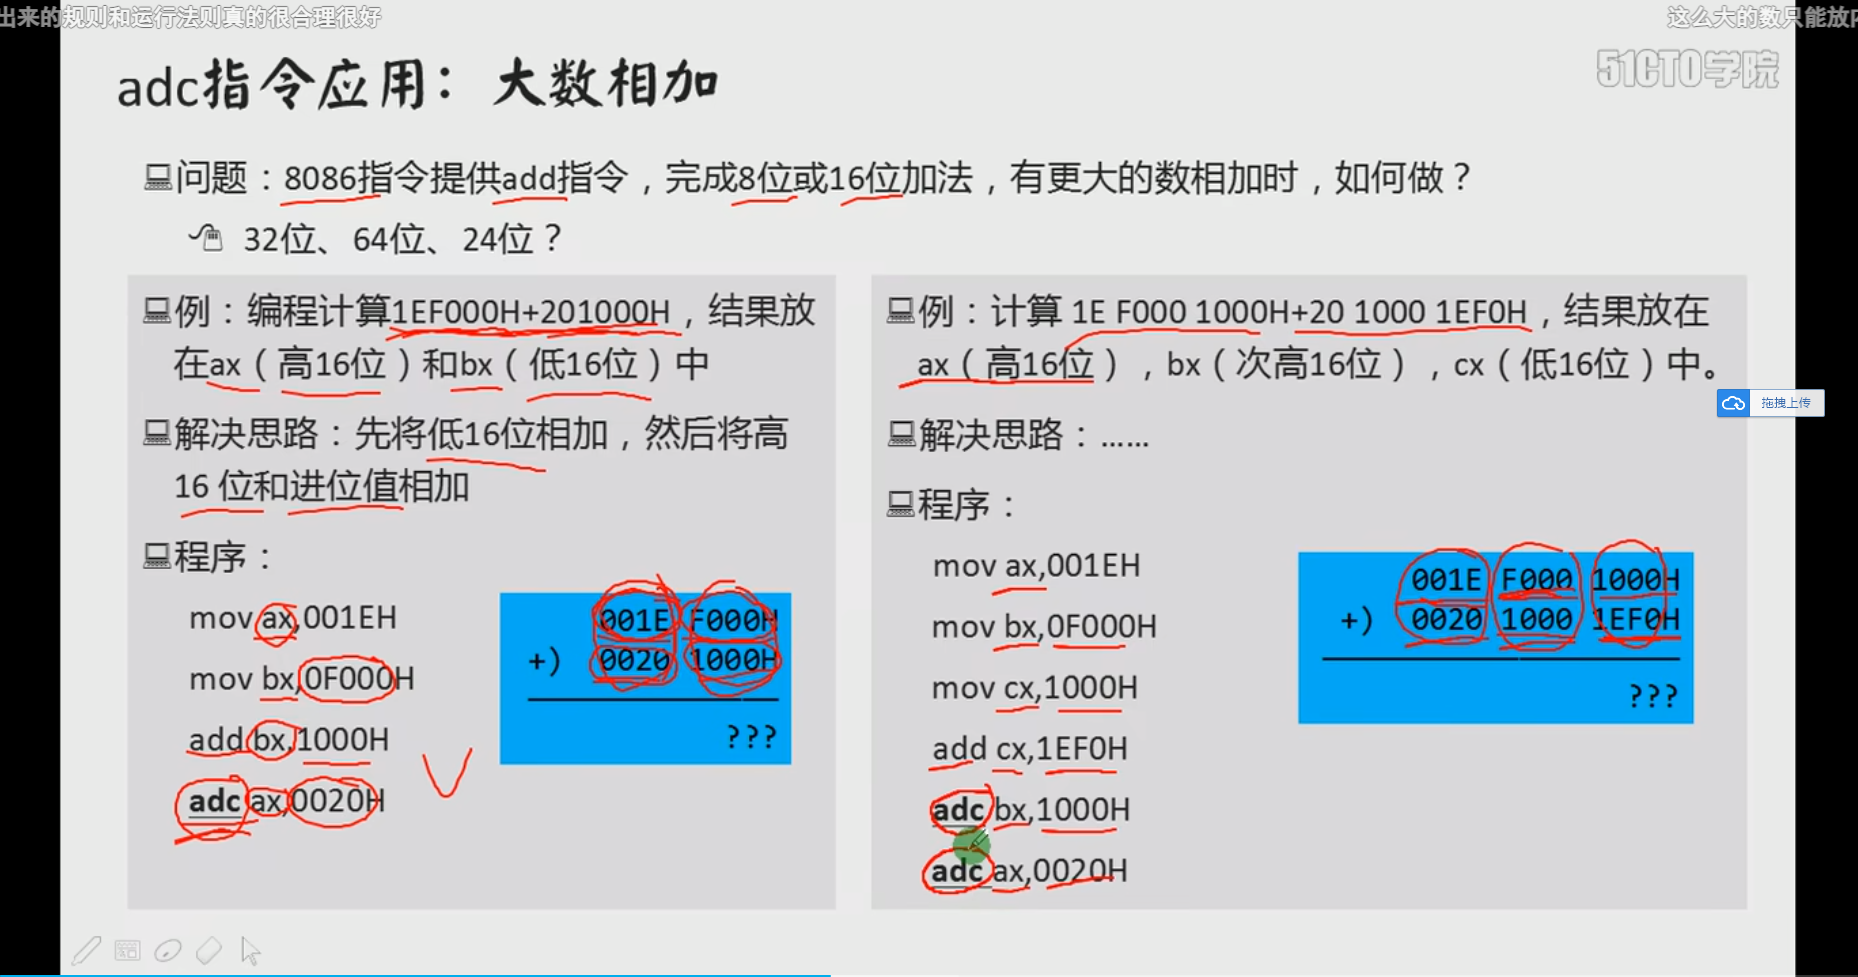 出来的规则和运行法则真的很合理很好
这么大的数只能放
adc指令应用：大数相加
51CTO学院
问题：8086指令提供add指令，完成8位或16位加法，有更大的数相加时，如何做？
32位、64位、24位？
例：编程计算1EF000H+201000H，结果放
在ax（高16位）和bx（低16位）中
解决思路：先将低16位相加，然后将高
16 位和进位值相加
程序：
mov ax,001EH
mov bx,0F000H
add bx,1000H
adc ax,0020H
001E F000H
+) 0020 1000H
???
例：计算 1E F000 1000H+20 1000 1EF0H，结果放在
ax（高16位），bx（次高16位），cx（低16位）中。
拖拽上传
解决思路：……
程序：
mov ax,001EH
mov bx,0F000H
mov cx,1000H
add cx,1EF0H
adc bx,1000H
adc ax,0020H
001E F000 1000H
+) 0020 1000 1EF0H
???